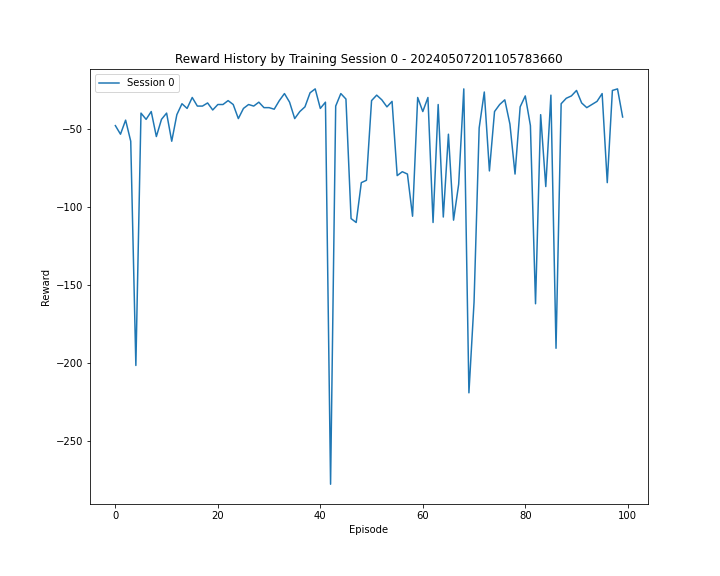 Reward History by Training Session 0 - 20240507201105783660
Session 0
−50
−100
−150
−200
−250
Reward
0 20 40 60 80 100
Episode